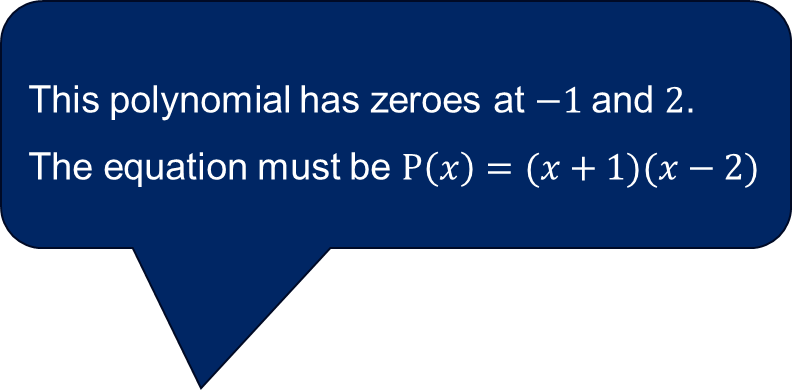 This polynomial has zeroes at −1 and 2.
The equation must be P(x) = (x + 1)(x − 2)